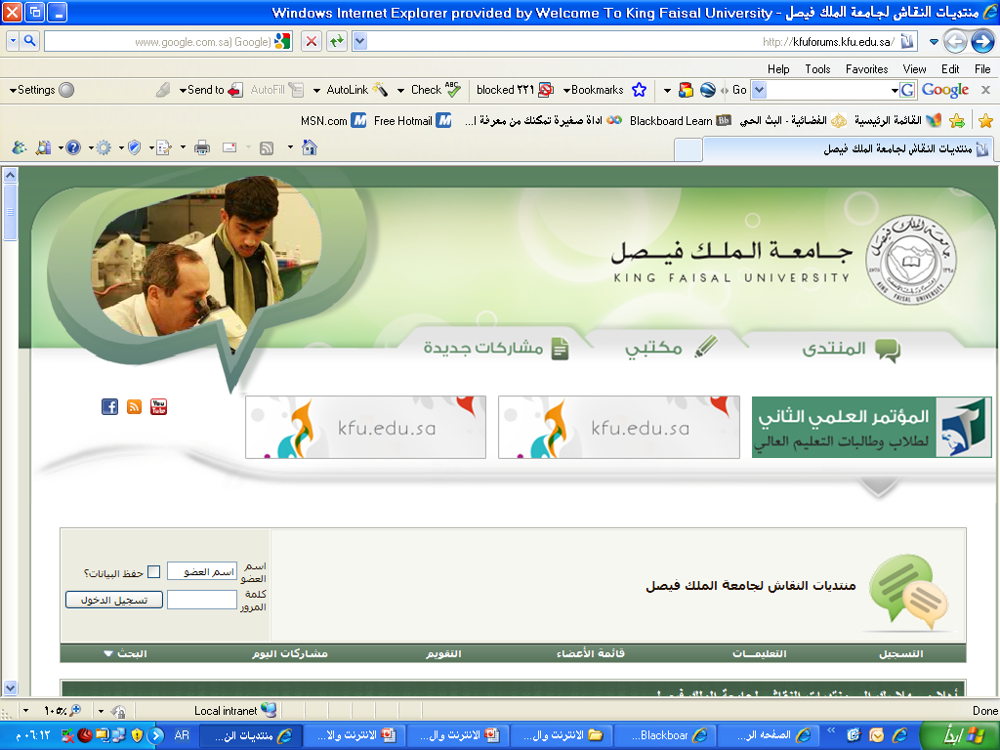 منتديات النقاش لجامعة الملك فيصل - Windows Internet Explorer provided by Welcome To King Faisal University
http://kfuforums.kfu.edu.sa/
www.google.com.sa) Google)
File Edit View Favorites Tools Help
Google
G
Go
Bookmarks
٢٢١ blocked
Check
AutoLink
AutoFill
Send to
Settings
القائمة الرئيسية
الفضائية - البث الحي
Blackboard Learn
اداة صغيرة تمكنك من معرفة ا...
Free Hotmail
MSN.com
منتديات النقاش لجامعة الملك فيصل
جامعة الملك فيصل
KING FAISAL UNIVERSITY
المنتدى
مكتبي
مشاركات جديدة
المؤتمر العلمي الثاني
لطلاب وطالبات التعليم العالي
kfu.edu.sa
kfu.edu.sa
You Tube
منتديات النقاش لجامعة الملك فيصل
اسم العضو
اسم العضو
حفظ البيانات؟
كلمة المرور
تسجيل الدخول
التسجيل
التعليمـــات
قائمة الأعضاء
التقويم
مشاركات اليوم
البحث
Done
Local intranet
١٠٥%
ابدأ
الصفحه الر...
Blackboar...
الانترنت وال...
الانترنت وال...
الانترنت والا...
منتديات الن...
AR
٠٦:١٢ م